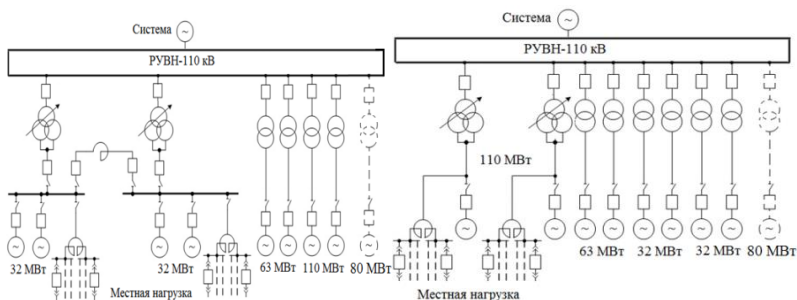 Система
РУВН-110 кВ
32 МВт
32 МВт
63 МВт
110 МВт
80 МВт
Местная нагрузка
Система
РУВН-110 кВ
110 МВт
63 МВт
32 МВт
32 МВт
80 МВт
Местная нагрузка